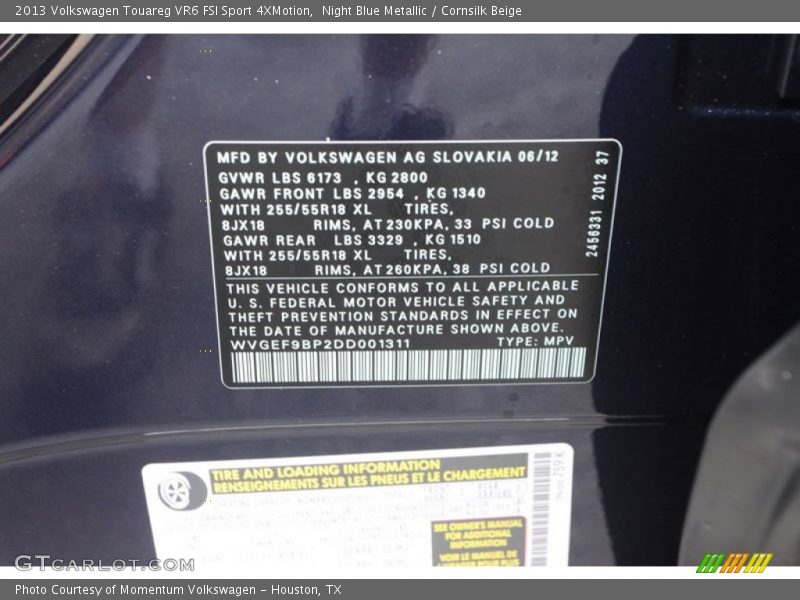 2013 Volkswagen Touareg VR6 FSI Sport 4XMotion,  Night Blue Metallic / Cornsilk Beige
MFD BY VOLKSWAGEN AG SLOVAKIA 06/12
GVWR LBS 6173 , KG 2800
GAWR FRONT LBS 2954 , KG 1340
WITH 255/55R18 XL TIRES,
8JX18 RIMS, AT 230KPA, 33 PSI COLD
GAWR REAR LBS 3329 , KG 1510
WITH 255/55R18 XL TIRES,
8JX18 RIMS, AT 260KPA, 38 PSI COLD
THIS VEHICLE CONFORMS TO ALL APPLICABLE
U. S. FEDERAL MOTOR VEHICLE SAFETY AND
THEFT PREVENTION STANDARDS IN EFFECT ON
THE DATE OF MANUFACTURE SHOWN ABOVE.
WVGEF9BP2DD001311 TYPE: MPV
2456331 2012 37
TIRE AND LOADING INFORMATION
RENSEIGNEMENTS SUR LES PNEUS ET LE CHARGEMENT
SEE OWNER'S MANUAL
FOR ADDITIONAL
INFORMATION
VOIR LE MANUEL DE
GTcarlot.com
Photo Courtesy of Momentum Volkswagen - Houston, TX